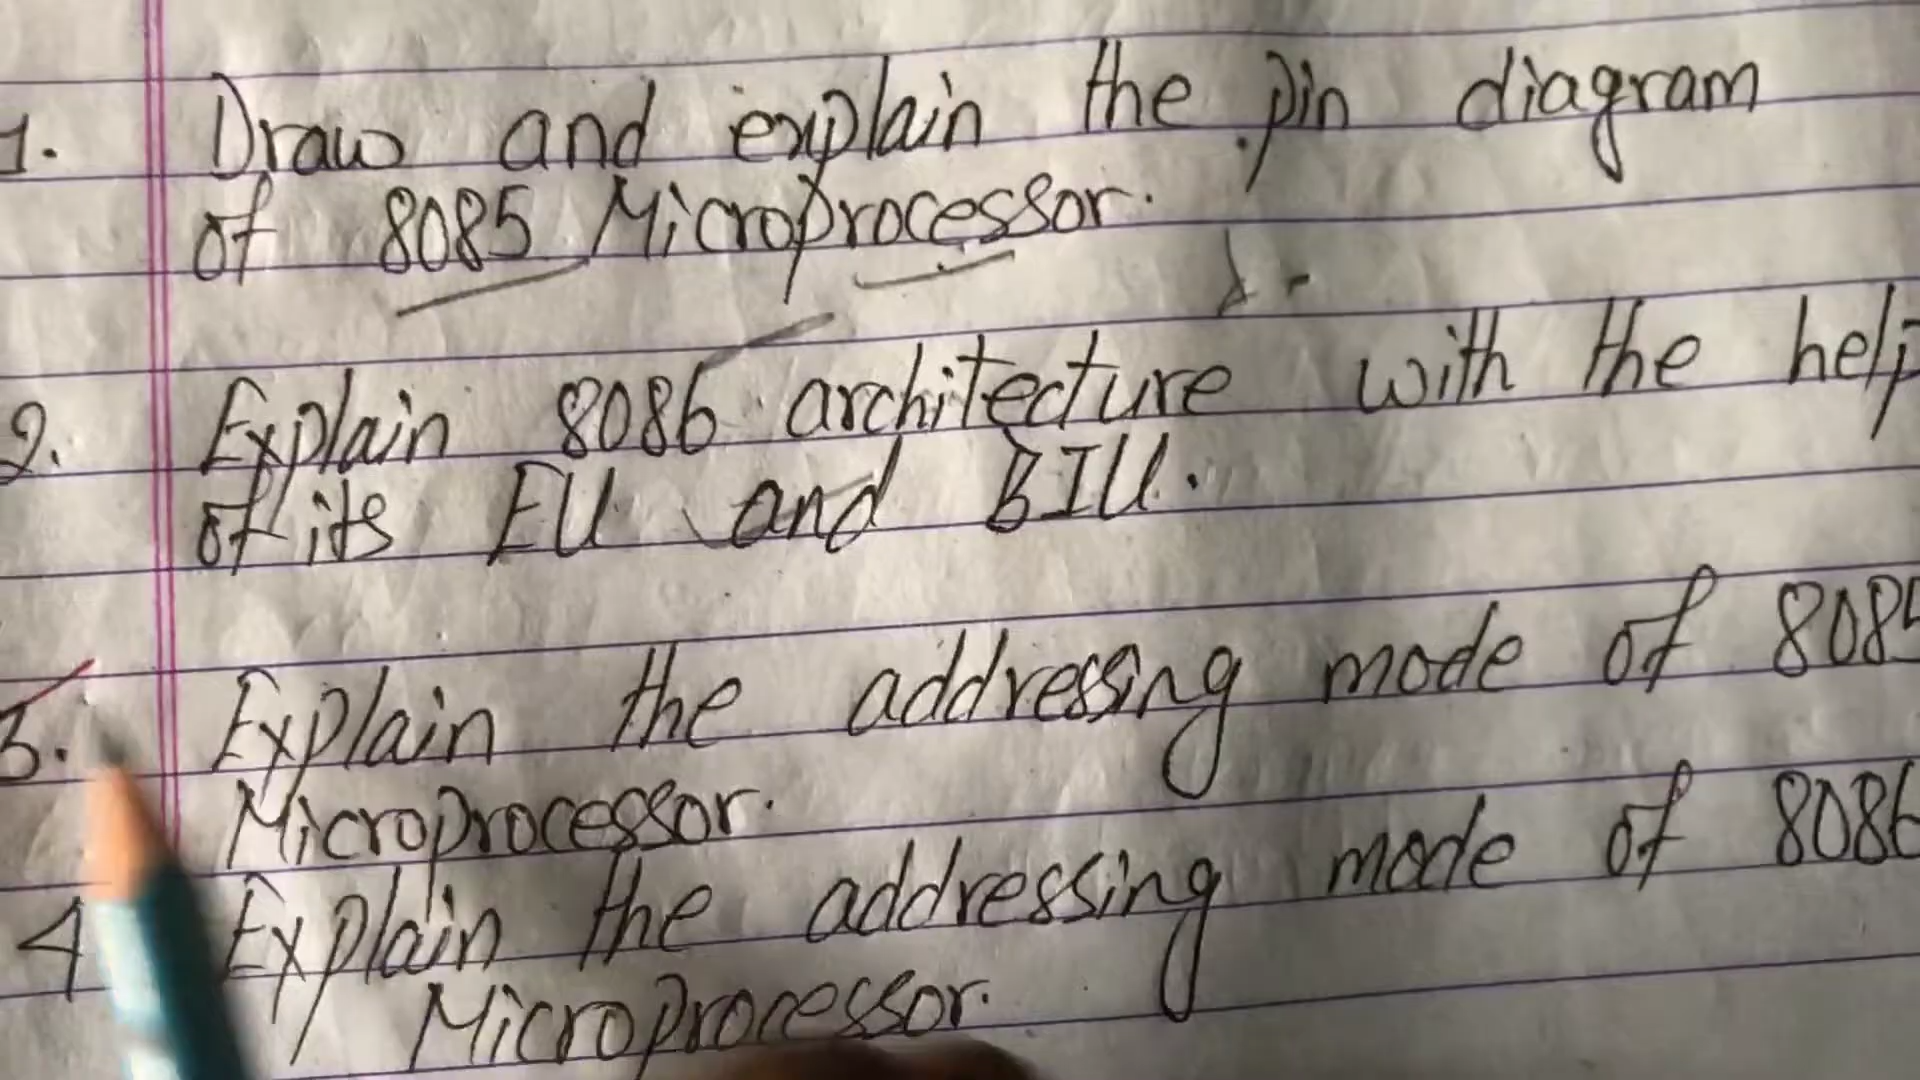 1. Draw and explain the pin diagram
of 8085 Microprocessor.
2. Explain 8086 architecture with the help
of its EU and BIU.
3. Explain the addressing mode of 8085
Microprocessor.
4 Explain the addressing mode of 8086
Microprocessor.